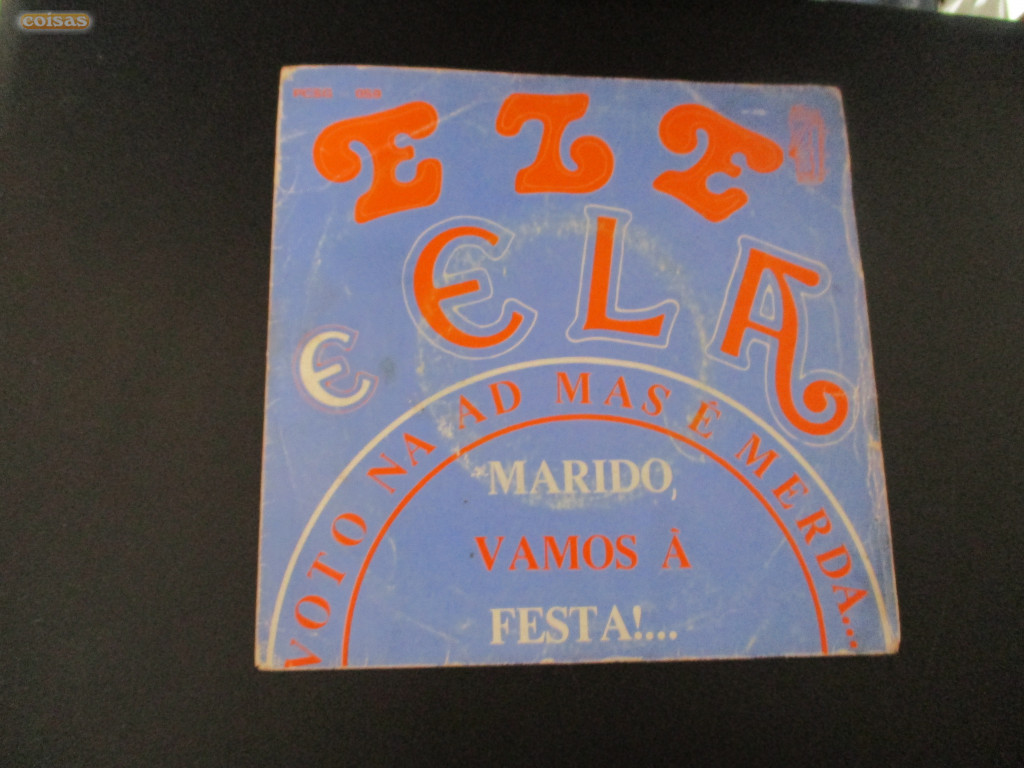 coisas
ELE
E ELA
VOTO NA AD MAS É MERDA...
MARIDO,
VAMOS À
FESTA!....